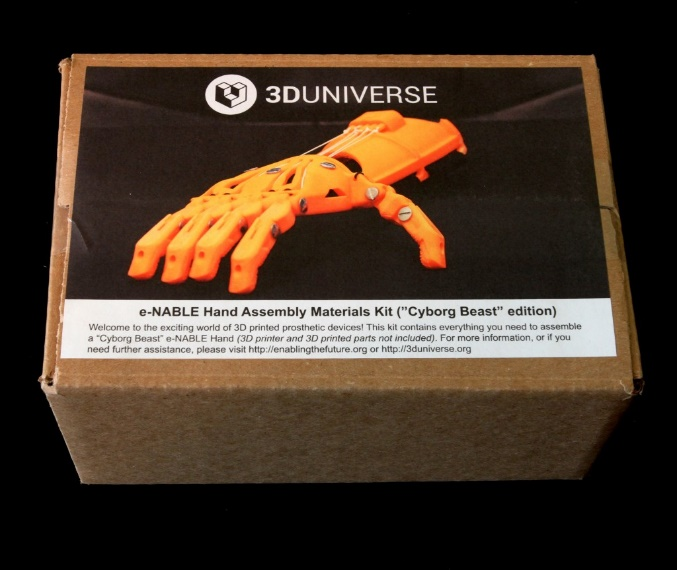 3DUNIVERSE
e-NABLE Hand Assembly Materials Kit ("Cyborg Beast" edition)
Welcome to the exciting world of 3D printed prosthetic devices! This kit contains everything you need to assemble
a "Cyborg Beast" e-NABLE Hand (3D printer and 3D printed parts not included). For more information, or if you
need further assistance, please visit http://enablingthefuture.org or http://3duniverse.org